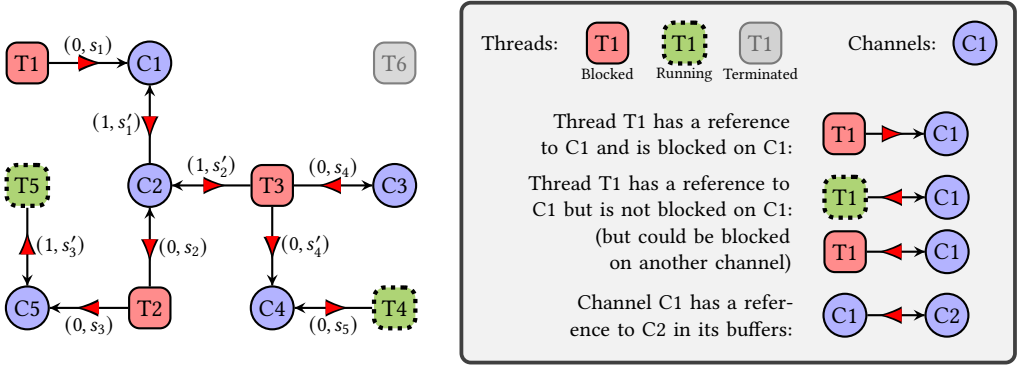 T1
(0, s₁)
C1
T6
(1, s′₁)
T5
C2
(1, s′₂)
T3
(0, s₄)
C3
(1, s′₃)
(0, s₂)
(0, s′₄)
C5
(0, s₃)
T2
C4
(0, s₅)
T4
Threads:
T1
Blocked
T1
Running
T1
Terminated
Channels:
C1
Thread T1 has a reference
to C1 and is blocked on C1:
T1
C1
Thread T1 has a reference to
C1 but is not blocked on C1:
(but could be blocked
on another channel)
T1
C1
T1
C1
Channel C1 has a refer-
ence to C2 in its buffers:
C1
C2